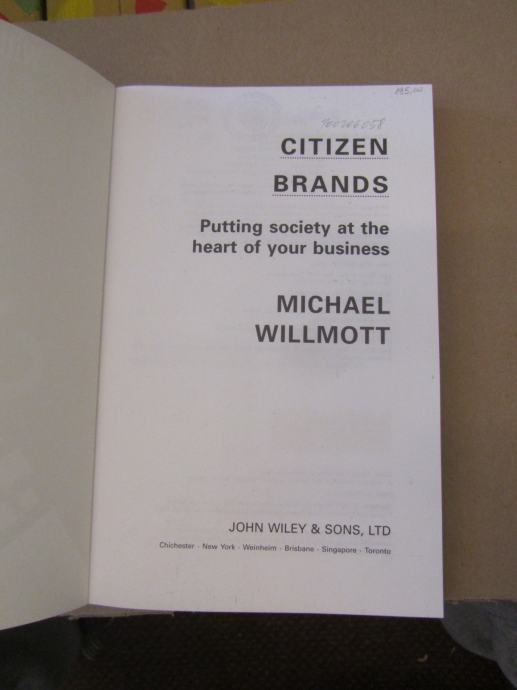 CITIZEN
BRANDS
Putting society at the
heart of your business
MICHAEL
WILLMOTT
JOHN WILEY & SONS, LTD
Chichester · New York · Weinheim · Brisbane · Singapore · Toronto